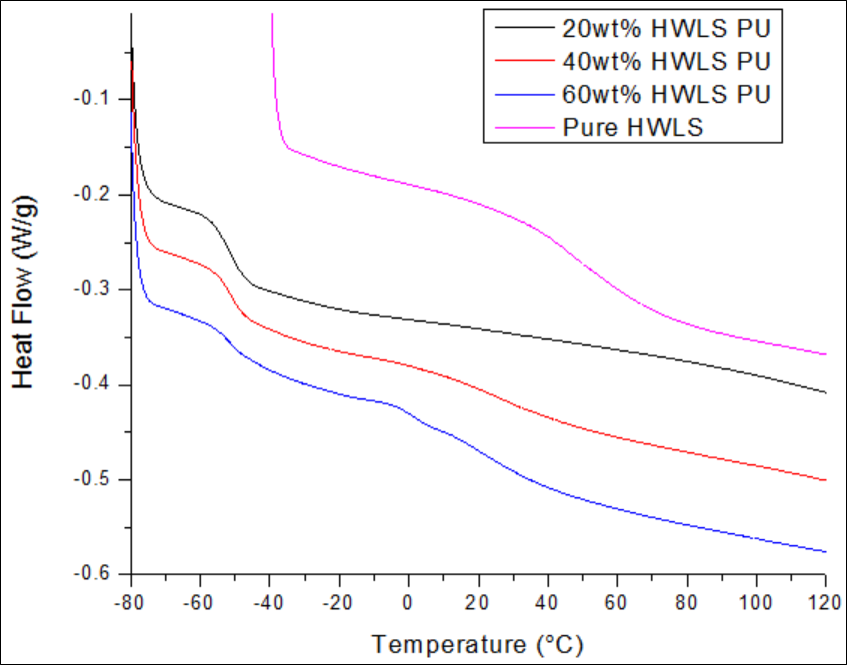 20wt% HWLS PU
40wt% HWLS PU
60wt% HWLS PU
Pure HWLS
-0.1
-0.2
-0.3
-0.4
-0.5
-0.6
Heat Flow (W/g)
-80 -60 -40 -20 0 20 40 60 80 100 120
Temperature (°C)